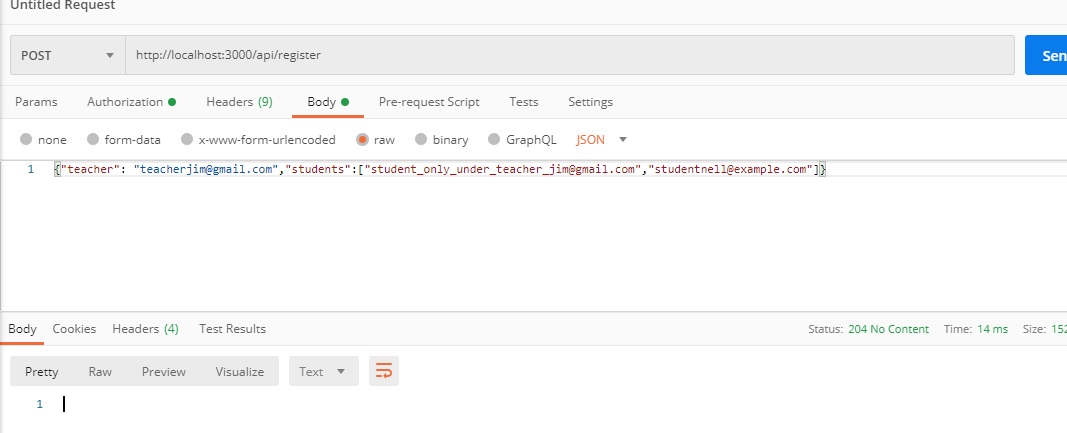 Untitled Request
POST http://localhost:3000/api/register Sen
Params Authorization Headers (9) Body Pre-request Script Tests Settings
none form-data x-www-form-urlencoded raw binary GraphQL JSON
1 {"teacher": "teacherjim@gmail.com","students":["student_only_under_teacher_jim@gmail.com","studentnell@example.com"]}
Body Cookies Headers (4) Test Results Status: 204 No Content Time: 14 ms Size: 152
Pretty Raw Preview Visualize Text
1